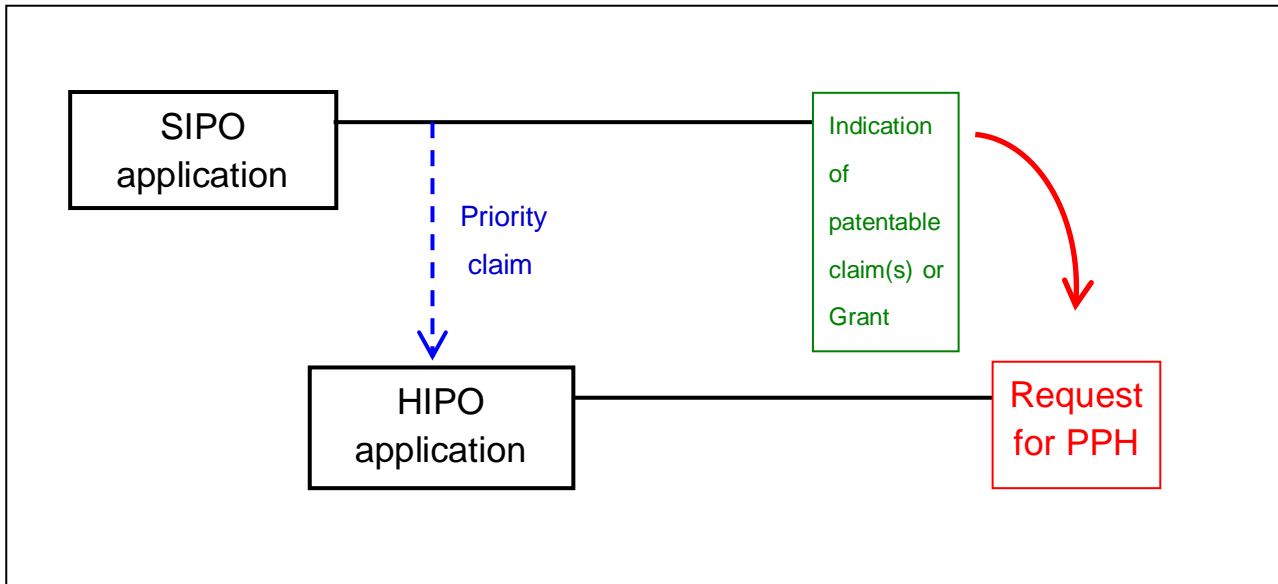 SIPO
application
Indication
of
patentable
claim(s) or
Grant
Priority
claim
HIPO
application
Request
for PPH